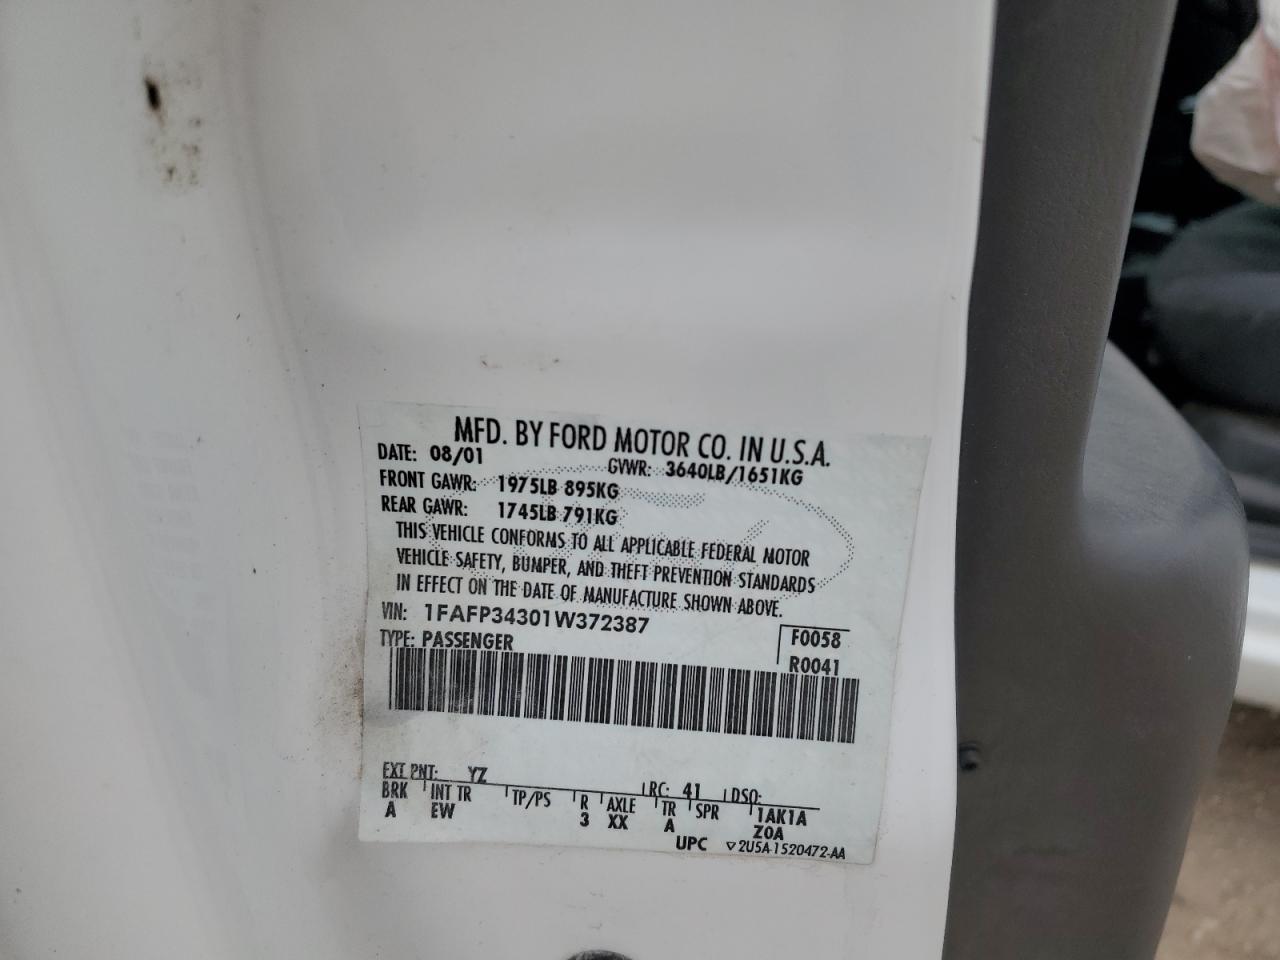 MFD. BY FORD MOTOR CO. IN U.S.A.
DATE: 08/01 GVWR: 3640LB/1651KG
FRONT GAWR: 1975LB 895KG
REAR GAWR: 1745LB 791KG
THIS VEHICLE CONFORMS TO ALL APPLICABLE FEDERAL MOTOR
VEHICLE SAFETY, BUMPER, AND THEFT PREVENTION STANDARDS
IN EFFECT ON THE DATE OF MANUFACTURE SHOWN ABOVE.
VIN: 1FAFP34301W372387 F0058
TYPE: PASSENGER R0041
EXT PNT: YZ RC: 41 DSO:
BRK INT TR TP/PS R AXLE TR SPR 1AK1A
A EW 3 XX A Z0A
UPC ▽2U5A-1520472-AA